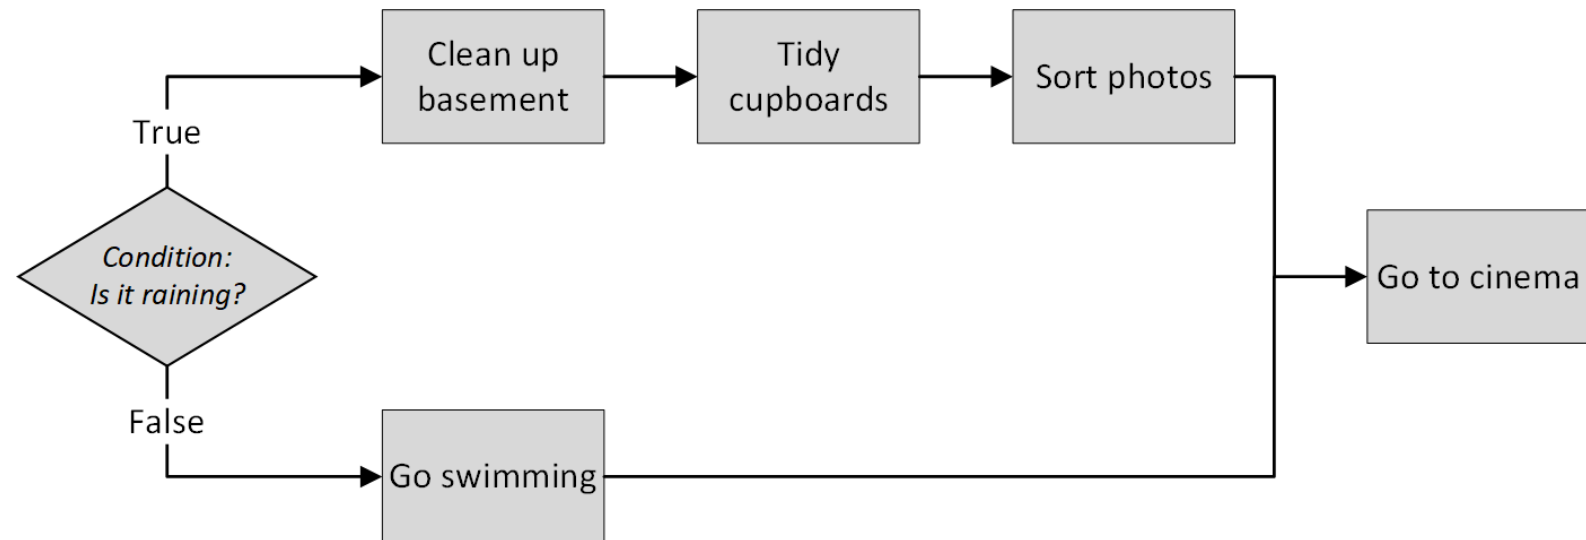 Clean up
basement
Tidy
cupboards
Sort photos
True
Condition:
Is it raining?
Go to cinema
False
Go swimming